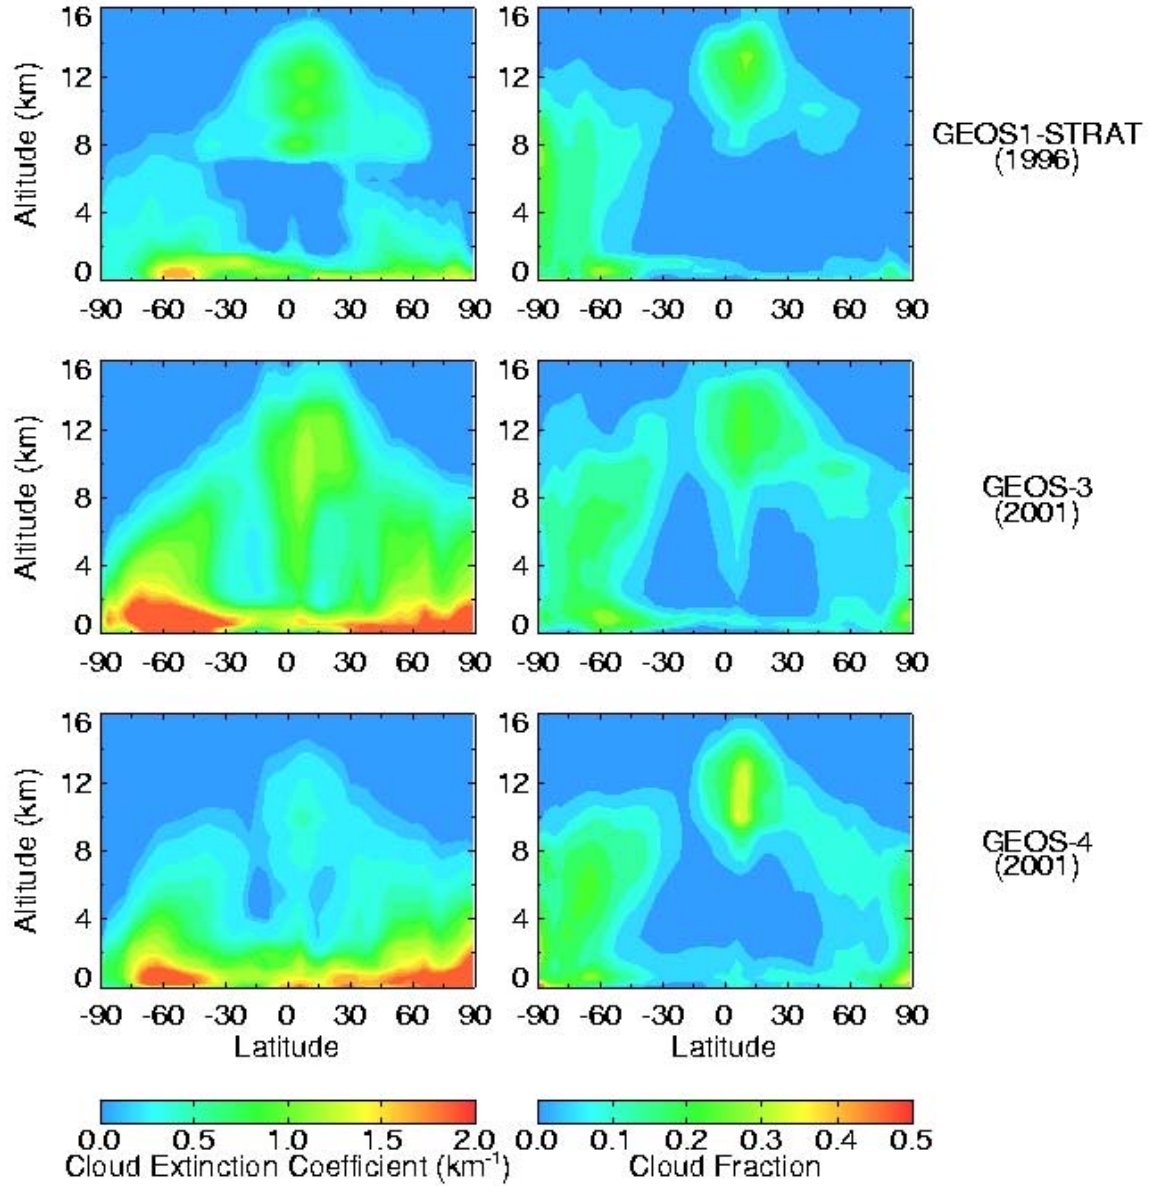 16
12
8
4
0
Altitude (km)
-90 -60 -30 0 30 60 90
16
12
8
4
0
-90 -60 -30 0 30 60 90
GEOS1-STRAT
(1996)
16
12
8
4
0
Altitude (km)
-90 -60 -30 0 30 60 90
16
12
8
4
0
-90 -60 -30 0 30 60 90
GEOS-3
(2001)
16
12
8
4
0
Altitude (km)
-90 -60 -30 0 30 60 90
Latitude
16
12
8
4
0
-90 -60 -30 0 30 60 90
Latitude
GEOS-4
(2001)
0.0 0.5 1.0 1.5 2.0
Cloud Extinction Coefficient (km⁻¹)
0.0 0.1 0.2 0.3 0.4 0.5
Cloud Fraction